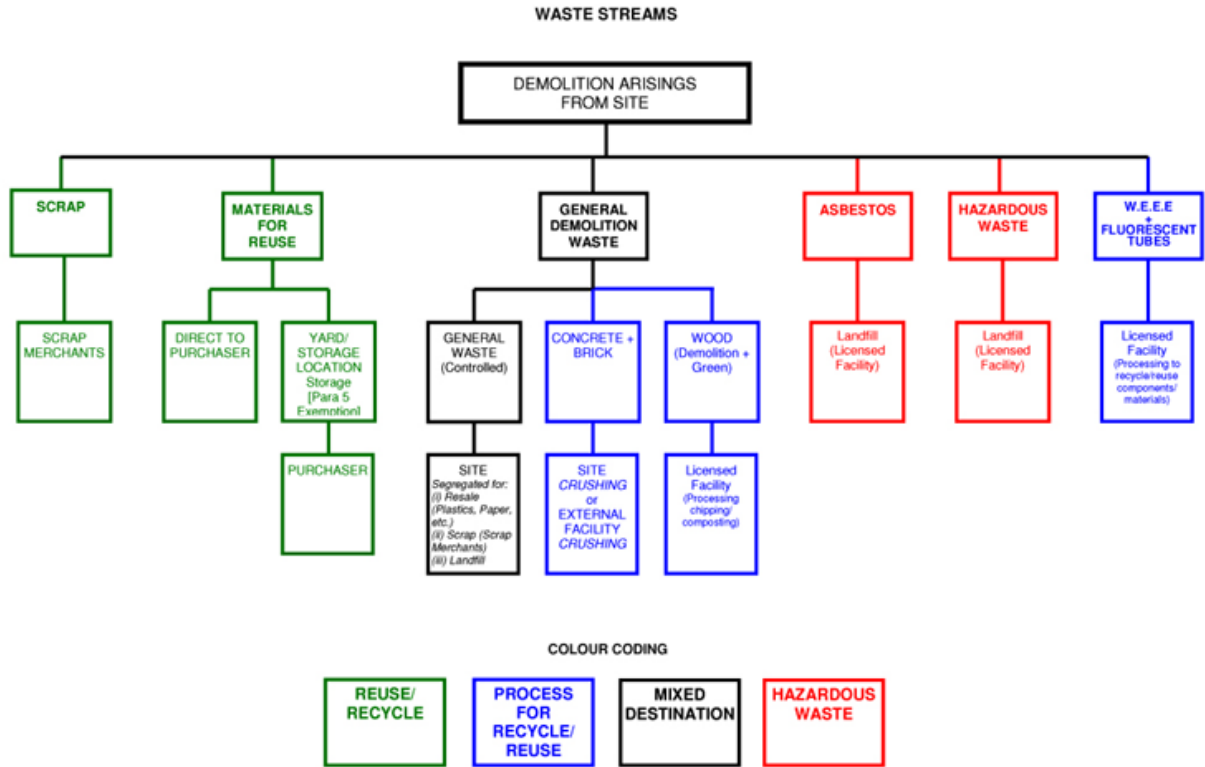 WASTE STREAMS
DEMOLITION ARISINGS
FROM SITE
SCRAP
MATERIALS
FOR
REUSE
GENERAL
DEMOLITION
WASTE
ASBESTOS
HAZARDOUS
WASTE
W.E.E.E
+
FLUORESCENT
TUBES
SCRAP
MERCHANTS
DIRECT TO
PURCHASER
YARD/
STORAGE
LOCATION
Storage
[Para 5
Exemption]
GENERAL
WASTE
(Controlled)
CONCRETE +
BRICK
WOOD
(Demolition +
Green)
Landfill
(Licensed
Facility)
Landfill
(Licensed
Facility)
Licensed
Facility
(Processing to
recycle/reuse
components/
materials)
PURCHASER
SITE
Segregated for:
(i) Resale
(Plastics, Paper,
etc.)
(ii) Scrap (Scrap
Merchants)
(iii) Landfill
SITE
CRUSHING
or
EXTERNAL
FACILITY
CRUSHING
Licensed
Facility
(Processing
chipping/
composting)
COLOUR CODING
REUSE/
RECYCLE
PROCESS
FOR
RECYCLE/
REUSE
MIXED
DESTINATION
HAZARDOUS
WASTE